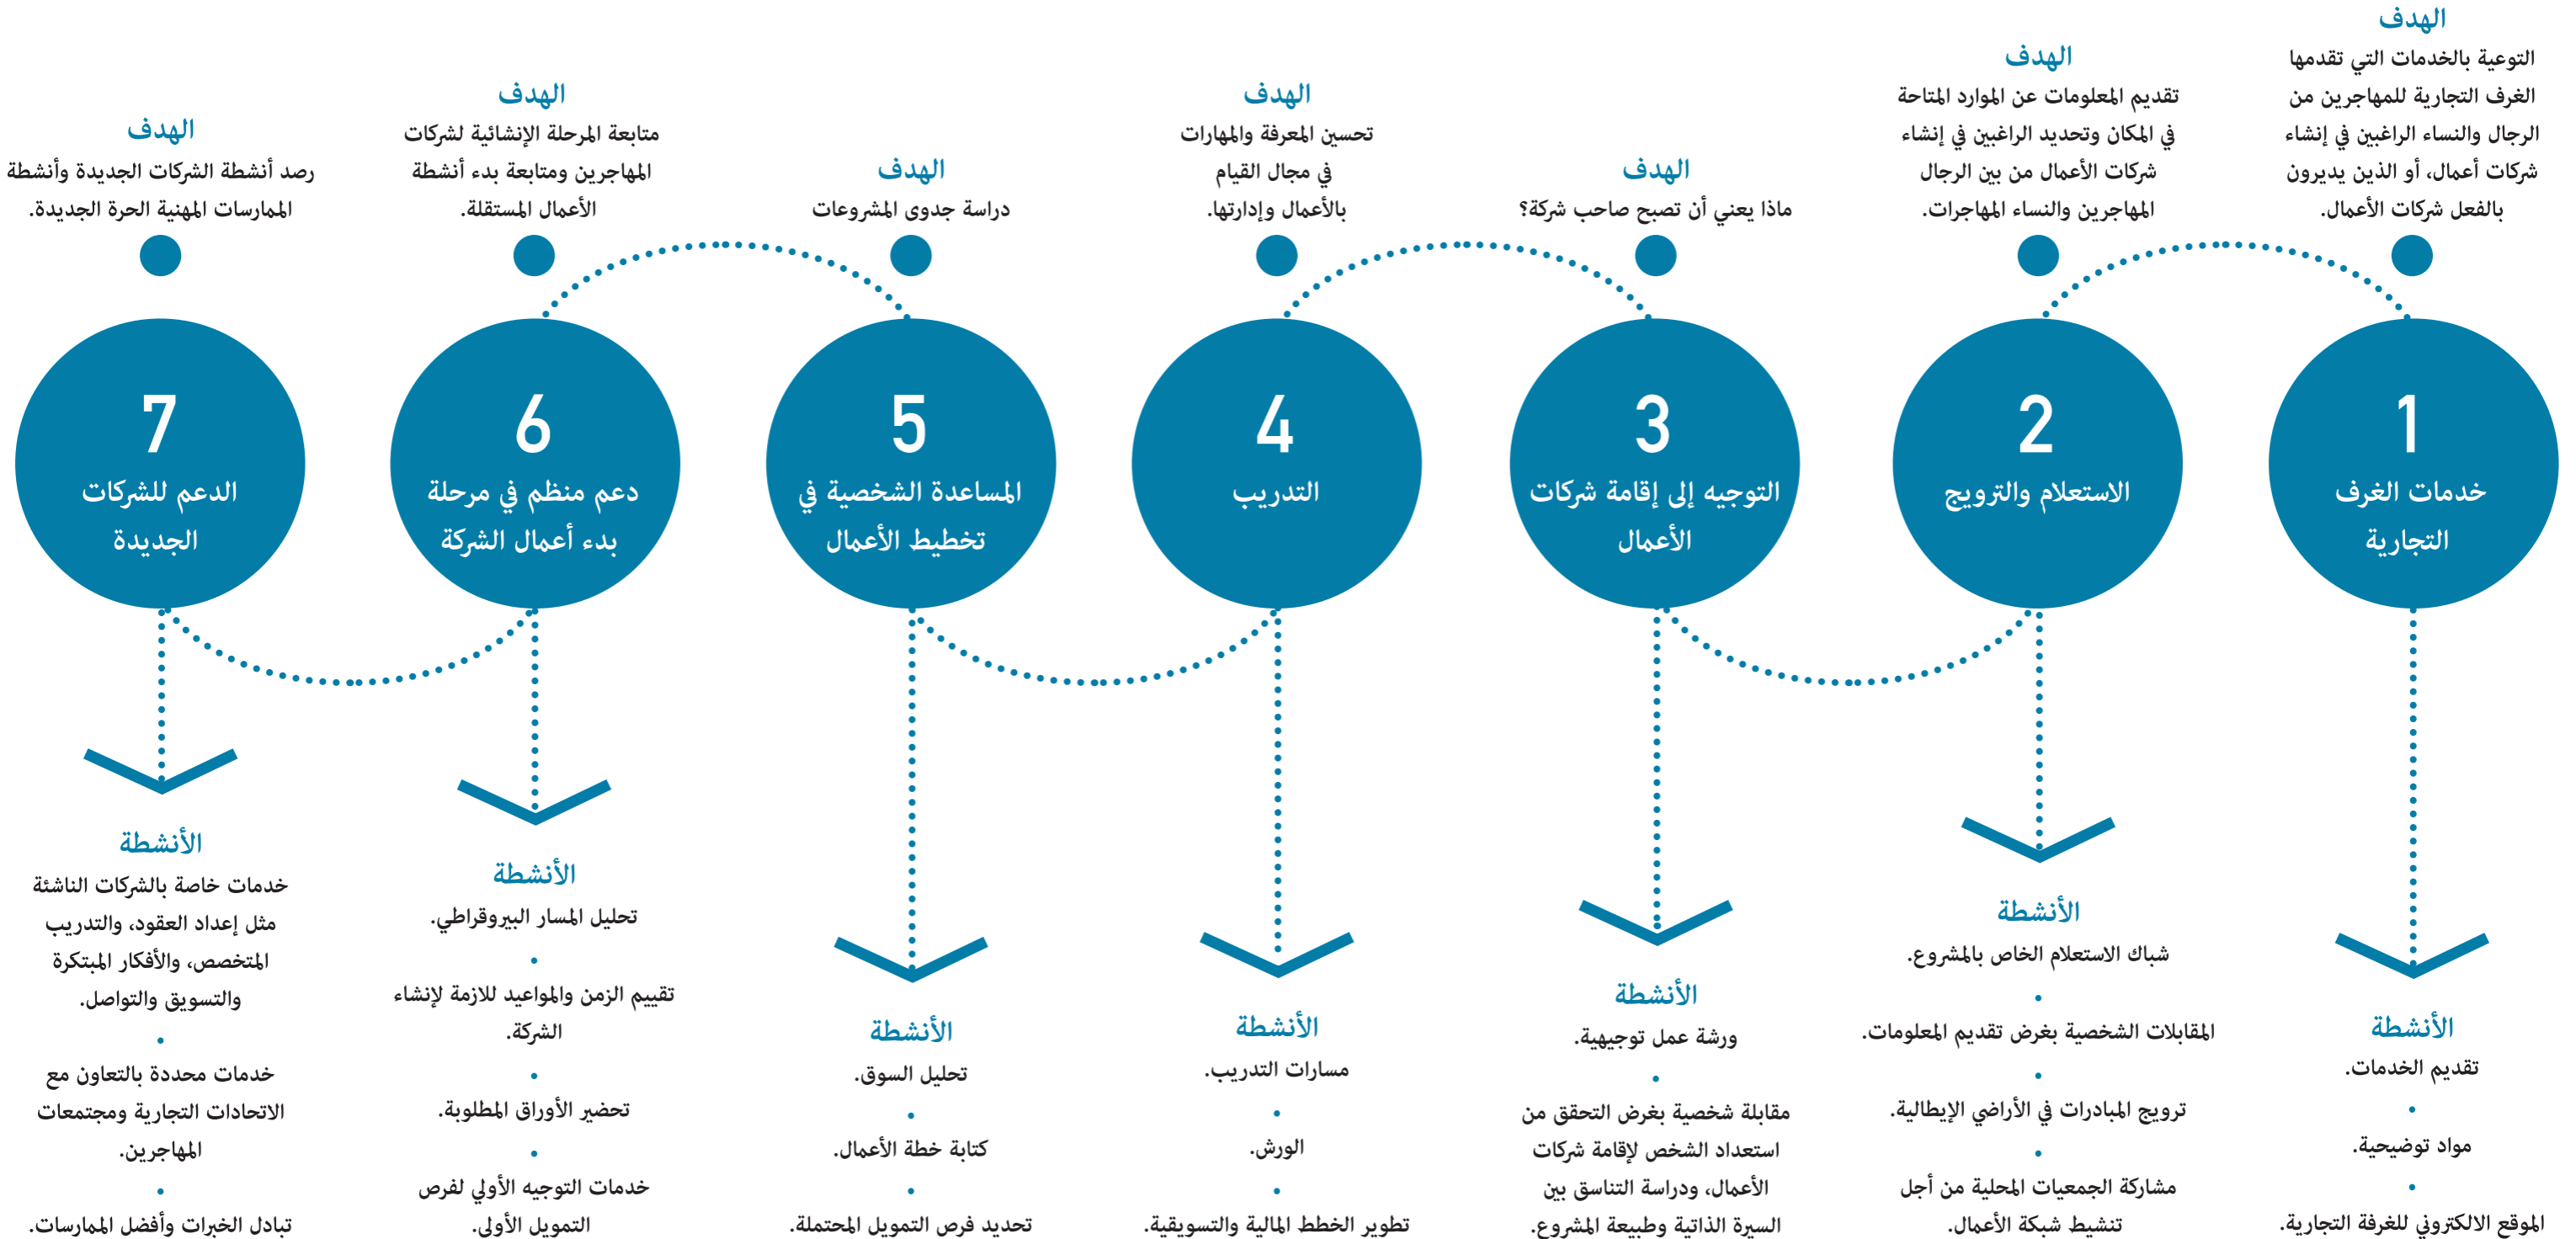 الهدف
التوعية بالخدمات التي تقدمها
الغرف التجارية للمهاجرين من
الرجال والنساء الراغبين في إنشاء
شركات أعمال، أو الذين يديرون
بالفعل شركات الأعمال.
1
خدمات الغرف
التجارية
الأنشطة
تقديم الخدمات.
•
مواد توضيحية.
•
الموقع الالكتروني للغرفة التجارية.
الهدف
تقديم المعلومات عن الموارد المتاحة
في المكان وتحديد الراغبين في إنشاء
شركات الأعمال من بين الرجال
المهاجرين والنساء المهاجرات.
2
الاستعلام والترويج
الأنشطة
شباك الاستعلام الخاص بالمشروع.
•
المقابلات الشخصية بغرض تقديم المعلومات.
•
ترويج المبادرات في الأراضي الإيطالية.
•
مشاركة الجمعيات المحلية من أجل
تنشيط شبكة الأعمال.
الهدف
ماذا يعني أن تصبح صاحب شركة؟
3
التوجيه إلى إقامة شركات
الأعمال
الأنشطة
ورشة عمل توجيهية.
•
مقابلة شخصية بغرض التحقق من
استعداد الشخص لإقامة شركات
الأعمال، ودراسة التناسق بين
السيرة الذاتية وطبيعة المشروع.
الهدف
تحسين المعرفة والمهارات
في مجال القيام
بالأعمال وإدارتها.
4
التدريب
الأنشطة
مسارات التدريب.
•
الورش.
•
تطوير الخطط المالية والتسويقية.
الهدف
دراسة جدوى المشروعات
5
المساعدة الشخصية في
تخطيط الأعمال
الأنشطة
تحليل السوق.
•
كتابة خطة الأعمال.
•
تحديد فرص التمويل المحتملة.
الهدف
متابعة المرحلة الإنشائية لشركات
المهاجرين ومتابعة بدء أنشطة
الأعمال المستقلة.
6
دعم منظم في مرحلة
بدء أعمال الشركة
الأنشطة
تحليل المسار البيروقراطي.
•
تقييم الزمن والمواعيد للازمة لإنشاء
الشركة.
•
تحضير الأوراق المطلوبة.
•
خدمات التوجيه الأولي لفرص
التمويل الأولى.
الهدف
رصد أنشطة الشركات الجديدة وأنشطة
الممارسات المهنية الحرة الجديدة.
7
الدعم للشركات
الجديدة
الأنشطة
خدمات خاصة بالشركات الناشئة
مثل إعداد العقود، والتدريب
المتخصص، والأفكار المبتكرة
والتسويق والتواصل.
•
خدمات محددة بالتعاون مع
الاتحادات التجارية ومجتمعات
المهاجرين.
•
تبادل الخبرات وأفضل الممارسات.